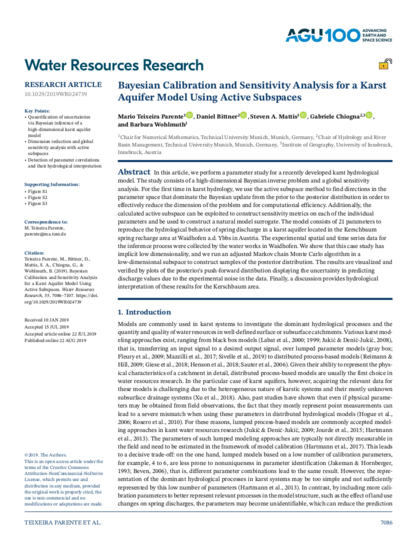 AGU100 ADVANCING EARTH AND SPACE SCIENCE
Water Resources Research
RESEARCH ARTICLE
10.1029/2019WR024739
Key Points:
• Quantification of uncertainties via Bayesian inference of a high-dimensional karst aquifer model
• Dimension reduction and global sensitivity analysis with active subspaces
• Detection of parameter correlations and their hydrological interpretation
Supporting Information:
• Figure S1
• Figure S2
• Figure S3
Correspondence to:
M. Teixeira Parente,
parente@ma.tum.de
Citation:
Teixeira Parente, M., Bittner, D.,
Mattis, S. A., Chiogna, G., &
Wohlmuth, B. (2019). Bayesian
Calibration and Sensitivity Analysis
for a Karst Aquifer Model Using
Active Subspaces. Water Resources
Research, 55, 7086–7107. https://doi.
org/10.1029/2019WR024739
Received 10 JAN 2019
Accepted 15 JUL 2019
Accepted article online 22 JUL 2019
Published online 22 AUG 2019
©2019. The Authors.
This is an open access article under the
terms of the Creative Commons
Attribution-NonCommercial-NoDerivs
License, which permits use and
distribution in any medium, provided
the original work is properly cited, the
use is non-commercial and no
modifications or adaptations are made.
Bayesian Calibration and Sensitivity Analysis for a Karst
Aquifer Model Using Active Subspaces
Mario Teixeira Parente1, Daniel Bittner2, Steven A. Mattis1, Gabriele Chiogna2,3,
and Barbara Wohlmuth1
1Chair for Numerical Mathematics, Technical University Munich, Munich, Germany, 2Chair of Hydrology and River
Basin Management, Technical University Munich, Munich, Germany, 3Institute of Geography, University of Innsbruck,
Innsbruck, Austria
Abstract In this article, we perform a parameter study for a recently developed karst hydrological
model. The study consists of a high-dimensional Bayesian inverse problem and a global sensitivity
analysis. For the first time in karst hydrology, we use the active subspace method to find directions in the
parameter space that dominate the Bayesian update from the prior to the posterior distribution in order to
effectively reduce the dimension of the problem and for computational efficiency. Additionally, the
calculated active subspace can be exploited to construct sensitivity metrics on each of the individual
parameters and be used to construct a natural model surrogate. The model consists of 21 parameters to
reproduce the hydrological behavior of spring discharge in a karst aquifer located in the Kerschbaum
spring recharge area at Waidhofen a.d. Ybbs in Austria. The experimental spatial and time series data for
the inference process were collected by the water works in Waidhofen. We show that this case study has
implicit low dimensionality, and we run an adjusted Markov chain Monte Carlo algorithm in a
low-dimensional subspace to construct samples of the posterior distribution. The results are visualized and
verified by plots of the posterior's push-forward distribution displaying the uncertainty in predicting
discharge values due to the experimental noise in the data. Finally, a discussion provides hydrological
interpretation of these results for the Kerschbaum area.
1. Introduction
Models are commonly used in karst systems to investigate the dominant hydrological processes and the
quantity and quality of water resources in well-defined surface or subsurface catchments. Various karst mod-
eling approaches exist, ranging from black box models (Labat et al., 2000; 1999; Jukić & Denić-Jukić, 2008),
that is, transferring an input signal to a desired output signal, over lumped parameter models (gray box;
Fleury et al., 2009; Mazzilli et al., 2017; Sivelle et al., 2019) to distributed process-based models (Reimann &
Hill, 2009; Giese et al., 2018; Henson et al., 2018; Sauter et al., 2006). Given their ability to represent the phys-
ical characteristics of a catchment in detail, distributed process-based models are usually the first choice in
water resources research. In the particular case of karst aquifers, however, acquiring the relevant data for
these models is challenging due to the heterogeneous nature of karstic systems and their mostly unknown
subsurface drainage systems (Xu et al., 2018). Also, past studies have shown that even if physical parame-
ters may be obtained from field observations, the fact that they mostly represent point measurements can
lead to a severe mismatch when using these parameters in distributed hydrological models (Hogue et al.,
2006; Rosero et al., 2010). For these reasons, lumped process-based models are commonly accepted model-
ing approaches in karst water resources research (Jukić & Denić-Jukić, 2009; Jourde et al., 2015; Hartmann
et al., 2013). The parameters of such lumped modeling approaches are typically not directly measurable in
the field and need to be estimated in the framework of model calibration (Hartmann et al., 2017). This leads
to a decisive trade-off: on the one hand, lumped models based on a low number of calibration parameters,
for example, 4 to 6, are less prone to nonuniqueness in parameter identification (Jakeman & Hornberger,
1993; Beven, 2006), that is, different parameter combinations lead to the same result. However, the repre-
sentation of the dominant hydrological processes in karst systems may be too simple and not sufficiently
represented by this low number of parameters (Hartmann et al., 2013). In contrast, by including more cali-
bration parameters to better represent relevant processes in the model structure, such as the effect of land use
changes on spring discharges, the parameters may become unidentifiable, which can reduce the prediction
TEIXEIRA PARENTE ET AL.
7086